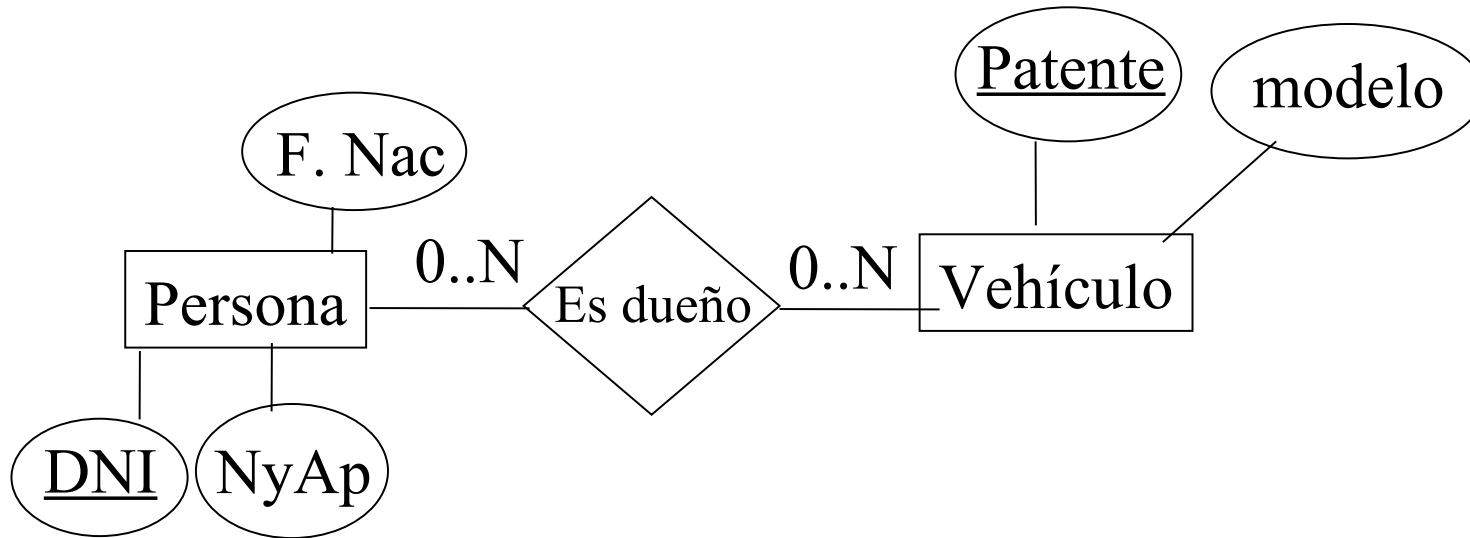 Patente
modelo
F. Nac
0..N
0..N
Persona
Es dueño
Vehículo
DNI
NyAp